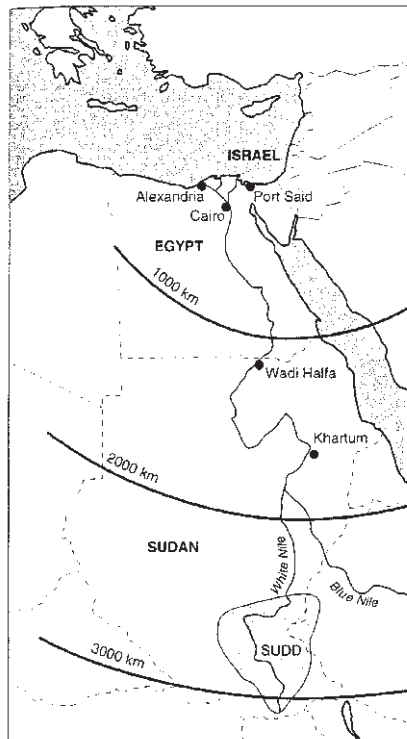 ISRAEL
Alexandria
Port Said
Cairo
EGYPT
1000 km
Wadi Halfa
Khartum
2000 km
SUDAN
White Nile
Blue Nile
SUDD
3000 km